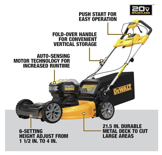 20V
PUSH START FOR
EASY OPERATION
FOLD-OVER HANDLE
FOR CONVENIENT
VERTICAL STORAGE
AUTO-SENSING
MOTOR TECHNOLOGY FOR
INCREASED RUNTIME
DEWALT
6-SETTING
HEIGHT ADJUST FROM
1 1/2 IN. TO 4 IN.
21.5 IN. DURABLE
METAL DECK TO CUT
LARGE AREAS